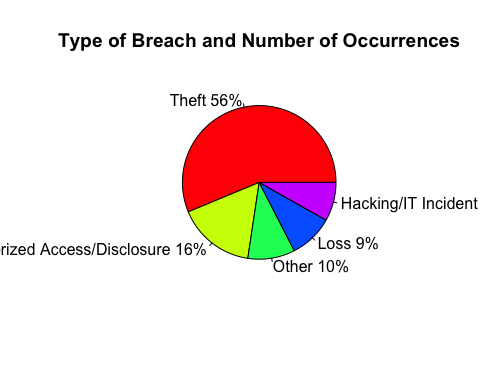 Type of Breach and Number of Occurrences
Theft 56%
Hacking/IT Incident
Loss 9%
Other 10%
Access/Disclosure 16%